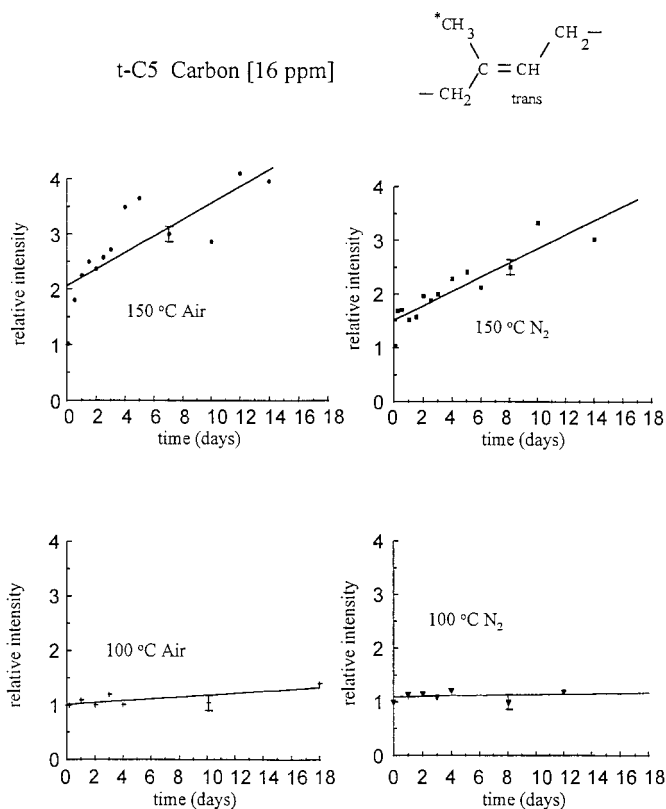 t-C5 Carbon [16 ppm]
*CH3
CH2—
C = CH
— CH2
trans
relative intensity
4
3
2
1
0
150 °C Air
0 2 4 6 8 10 12 14 16 18
time (days)
relative intensity
4
3
2
1
0
150 °C N2
0 2 4 6 8 10 12 14 16 18
time (days)
relative intensity
4
3
2
1
0
100 °C Air
0 2 4 6 8 10 12 14 16 18
time (days)
relative intensity
4
3
2
1
0
100 °C N2
0 2 4 6 8 10 12 14 16 18
time (days)